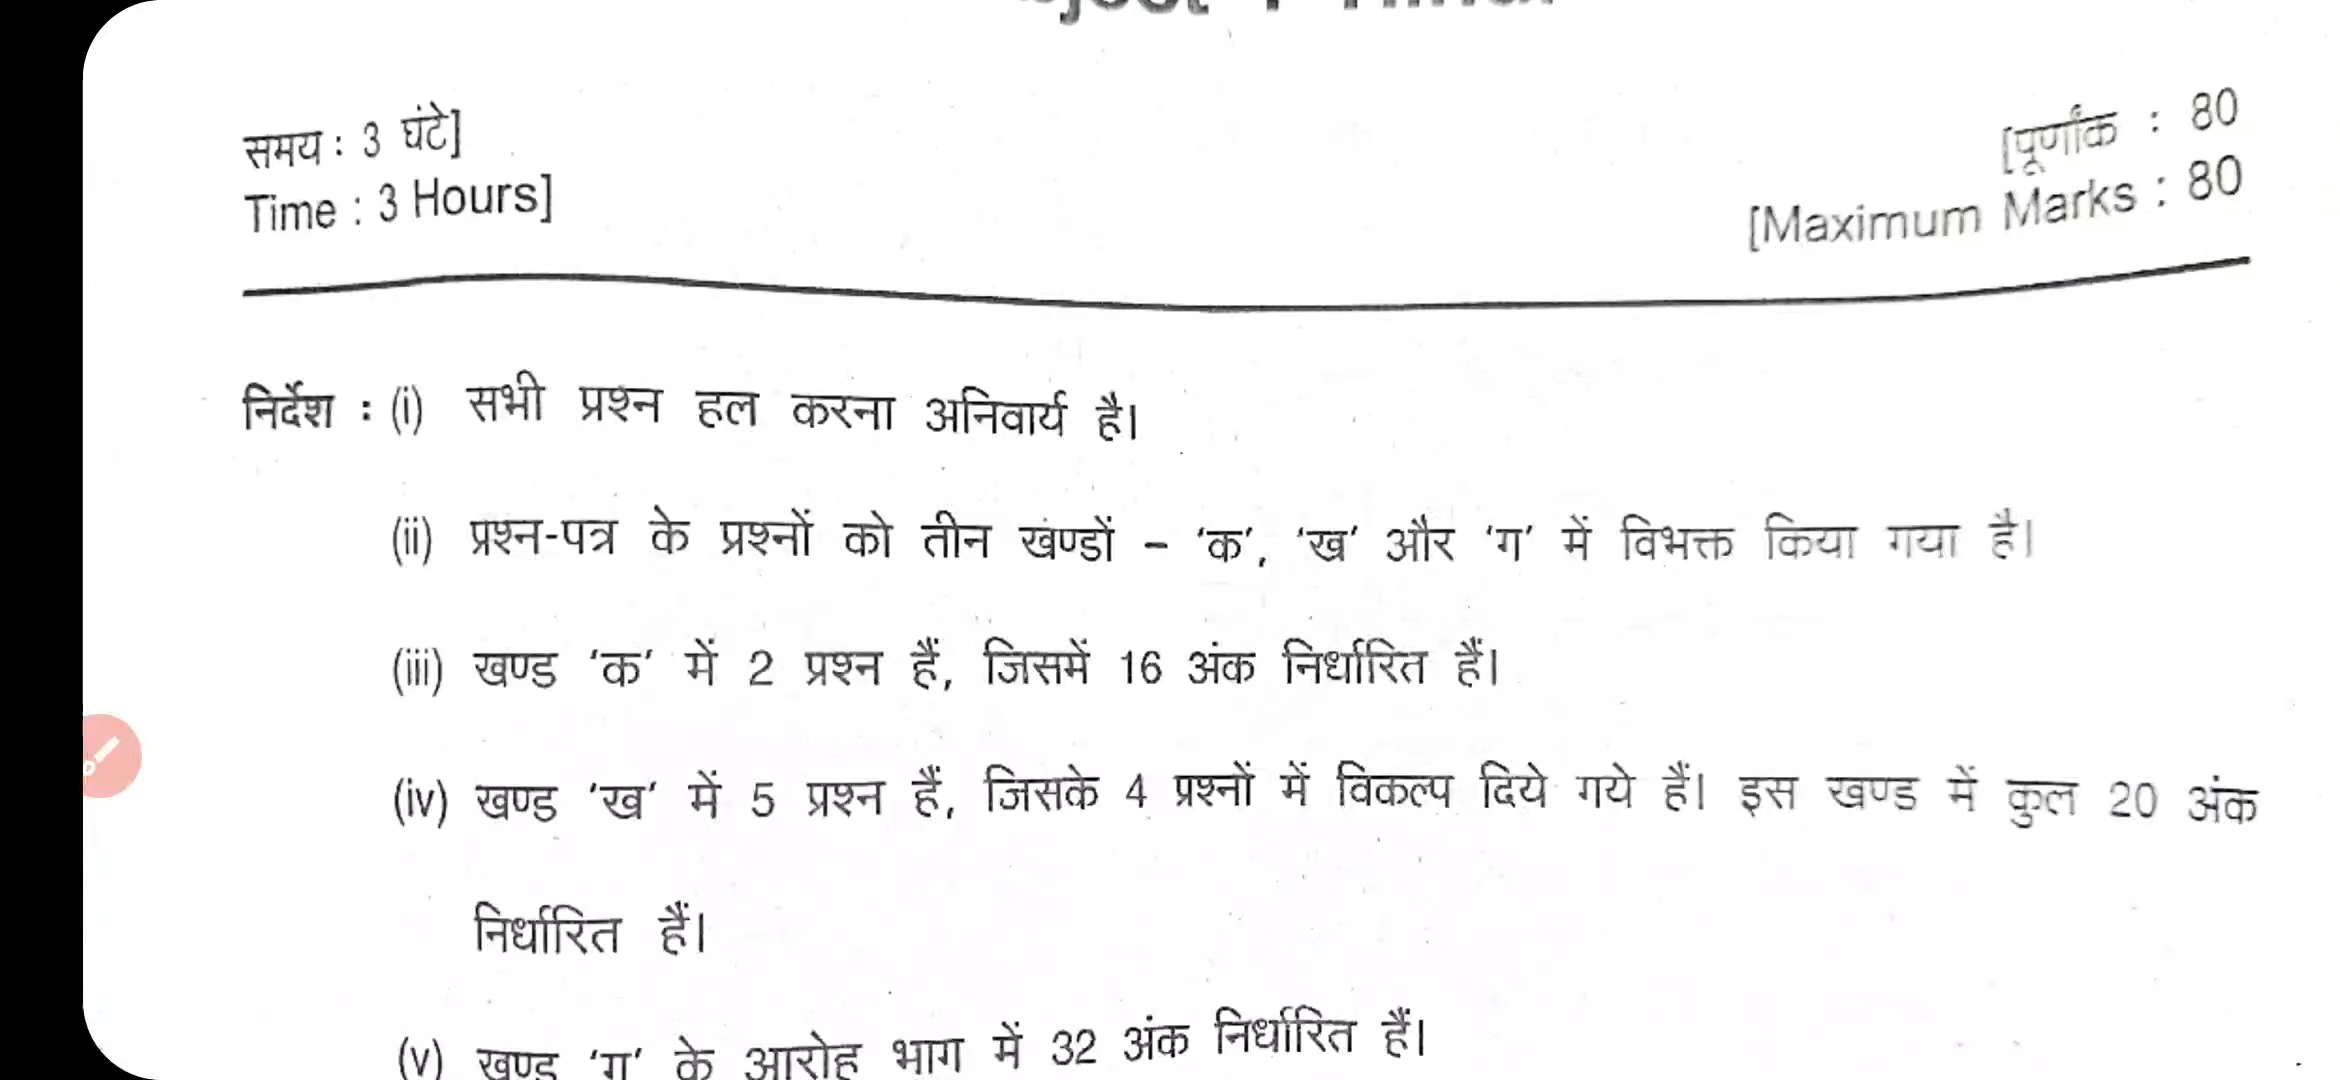 समय : 3 घंटे]
[पूर्णांक : 80
Time : 3 Hours]
[Maximum Marks : 80
निर्देश : (i) सभी प्रश्न हल करना अनिवार्य है।
(ii) प्रश्न-पत्र के प्रश्नों को तीन खण्डों – ‘क’, ‘ख’ और ‘ग’ में विभक्त किया गया है।
(iii) खण्ड ‘क’ में 2 प्रश्न हैं, जिसमें 16 अंक निर्धारित हैं।
(iv) खण्ड ‘ख’ में 5 प्रश्न हैं, जिसके 4 प्रश्नों में विकल्प दिये गये हैं। इस खण्ड में कुल 20 अंक
निर्धारित हैं।
(v) खण्ड ‘ग’ के आरोह भाग में 32 अंक निर्धारित हैं।